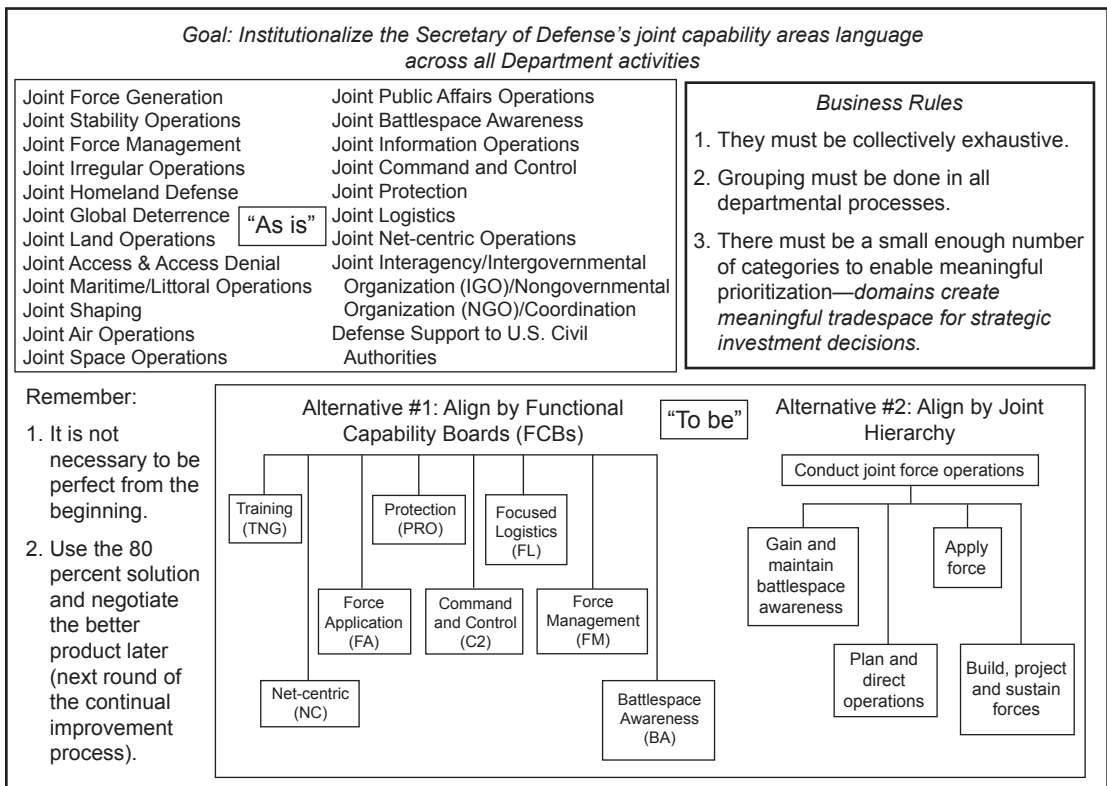 Goal: Institutionalize the Secretary of Defense's joint capability areas language
across all Department activities
Joint Force Generation
Joint Stability Operations
Joint Force Management
Joint Irregular Operations
Joint Homeland Defense
Joint Global Deterrence
Joint Land Operations
Joint Access & Access Denial
Joint Maritime/Littoral Operations
Joint Shaping
Joint Air Operations
Joint Space Operations
"As is"
Joint Public Affairs Operations
Joint Battlespace Awareness
Joint Information Operations
Joint Command and Control
Joint Protection
Joint Logistics
Joint Net-centric Operations
Joint Interagency/Intergovernmental
Organization (IGO)/Nongovernmental
Organization (NGO)/Coordination
Defense Support to U.S. Civil
Authorities
Business Rules
1. They must be collectively exhaustive.
2. Grouping must be done in all
departmental processes.
3. There must be a small enough number
of categories to enable meaningful
prioritization—domains create
meaningful tradespace for strategic
investment decisions.
Remember:
1. It is not
necessary to be
perfect from the
beginning.
2. Use the 80
percent solution
and negotiate
the better
product later
(next round of
the continual
improvement
process).
Alternative #1: Align by Functional
Capability Boards (FCBs)
"To be"
Alternative #2: Align by Joint
Hierarchy
Training
(TNG)
Protection
(PRO)
Focused
Logistics
(FL)
Force
Application
(FA)
Command
and Control
(C2)
Force
Management
(FM)
Net-centric
(NC)
Battlespace
Awareness
(BA)
Conduct joint force operations
Gain and
maintain
battlespace
awareness
Apply
force
Plan and
direct
operations
Build, project
and sustain
forces